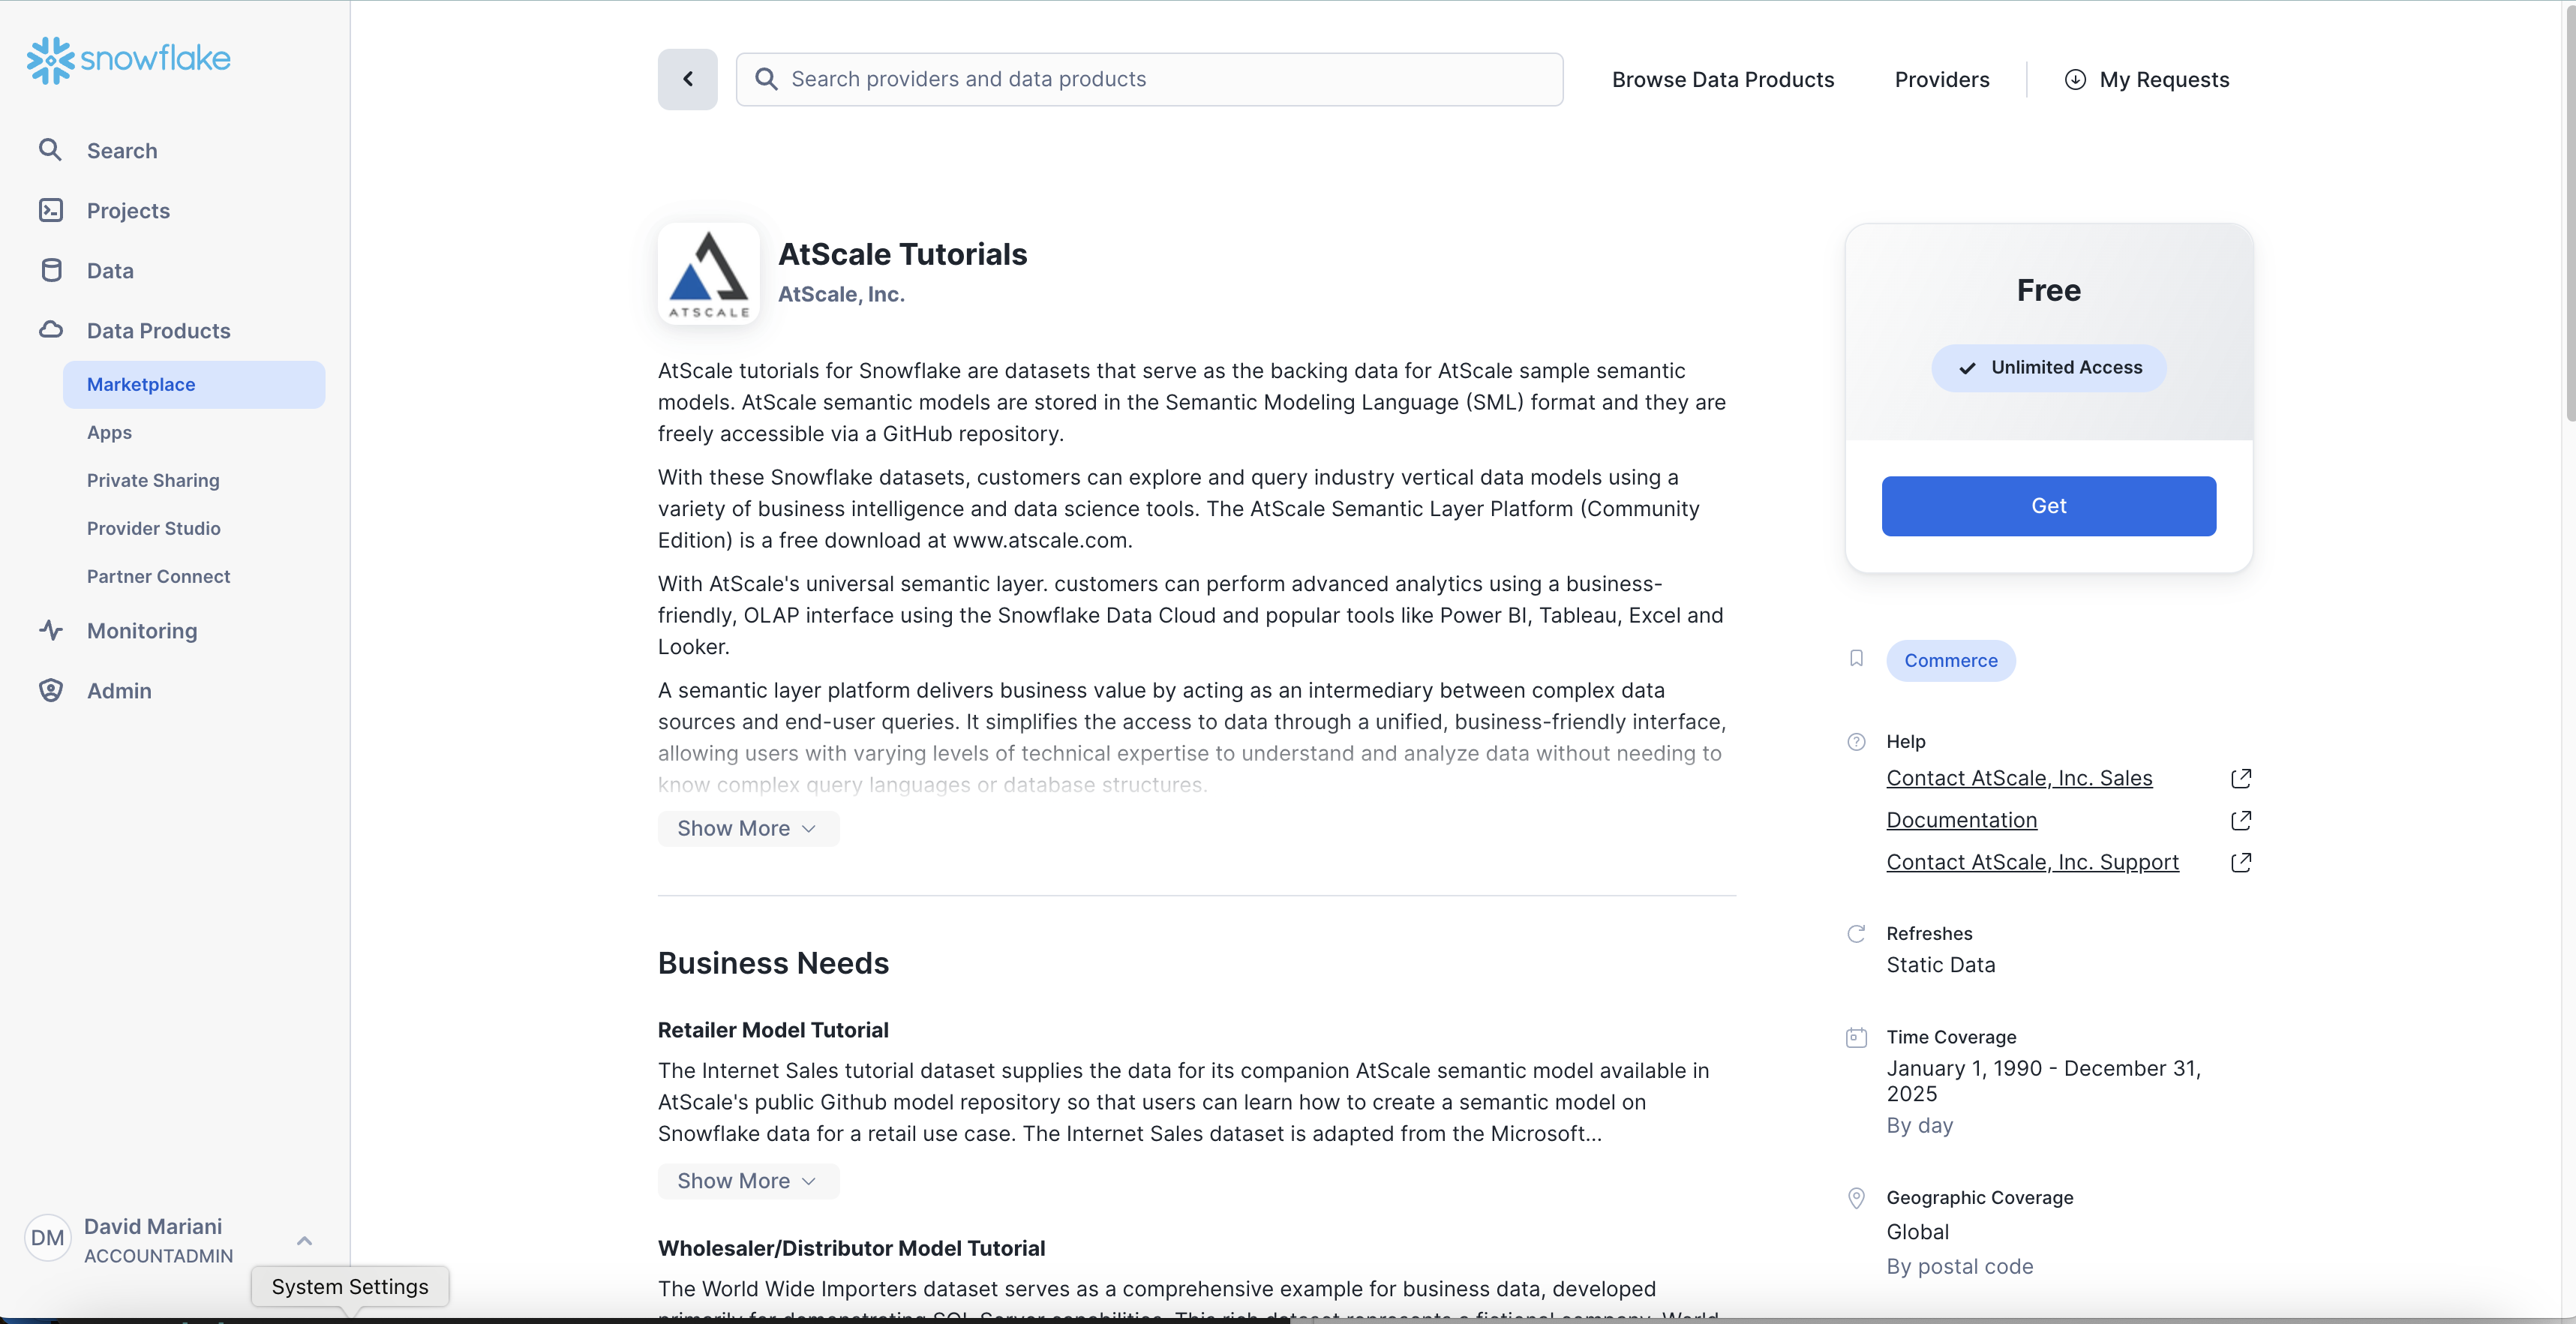 snowflake
Search
Projects
Data
Data Products
Marketplace
Apps
Private Sharing
Provider Studio
Partner Connect
Monitoring
Admin
DM
David Mariani
ACCOUNTADMIN
System Settings
Search providers and data products
Browse Data Products
Providers
My Requests
ATSCALE
AtScale Tutorials
AtScale, Inc.
AtScale tutorials for Snowflake are datasets that serve as the backing data for AtScale sample semantic
models. AtScale semantic models are stored in the Semantic Modeling Language (SML) format and they are
freely accessible via a GitHub repository.
With these Snowflake datasets, customers can explore and query industry vertical data models using a
variety of business intelligence and data science tools. The AtScale Semantic Layer Platform (Community
Edition) is a free download at www.atscale.com.
With AtScale's universal semantic layer. customers can perform advanced analytics using a business-
friendly, OLAP interface using the Snowflake Data Cloud and popular tools like Power BI, Tableau, Excel and
Looker.
A semantic layer platform delivers business value by acting as an intermediary between complex data
sources and end-user queries. It simplifies the access to data through a unified, business-friendly interface,
allowing users with varying levels of technical expertise to understand and analyze data without needing to
know complex query languages or database structures.
Show More
Business Needs
Retailer Model Tutorial
The Internet Sales tutorial dataset supplies the data for its companion AtScale semantic model available in
AtScale's public Github model repository so that users can learn how to create a semantic model on
Snowflake data for a retail use case. The Internet Sales dataset is adapted from the Microsoft...
Show More
Wholesaler/Distributor Model Tutorial
The World Wide Importers dataset serves as a comprehensive example for business data, developed
primarily for demonstrating SQL Server capabilities. This rich dataset represents a fictional company, World
Free
Unlimited Access
Get
Commerce
Help
Contact AtScale, Inc. Sales
Documentation
Contact AtScale, Inc. Support
Refreshes
Static Data
Time Coverage
January 1, 1990 - December 31,
2025
By day
Geographic Coverage
Global
By postal code